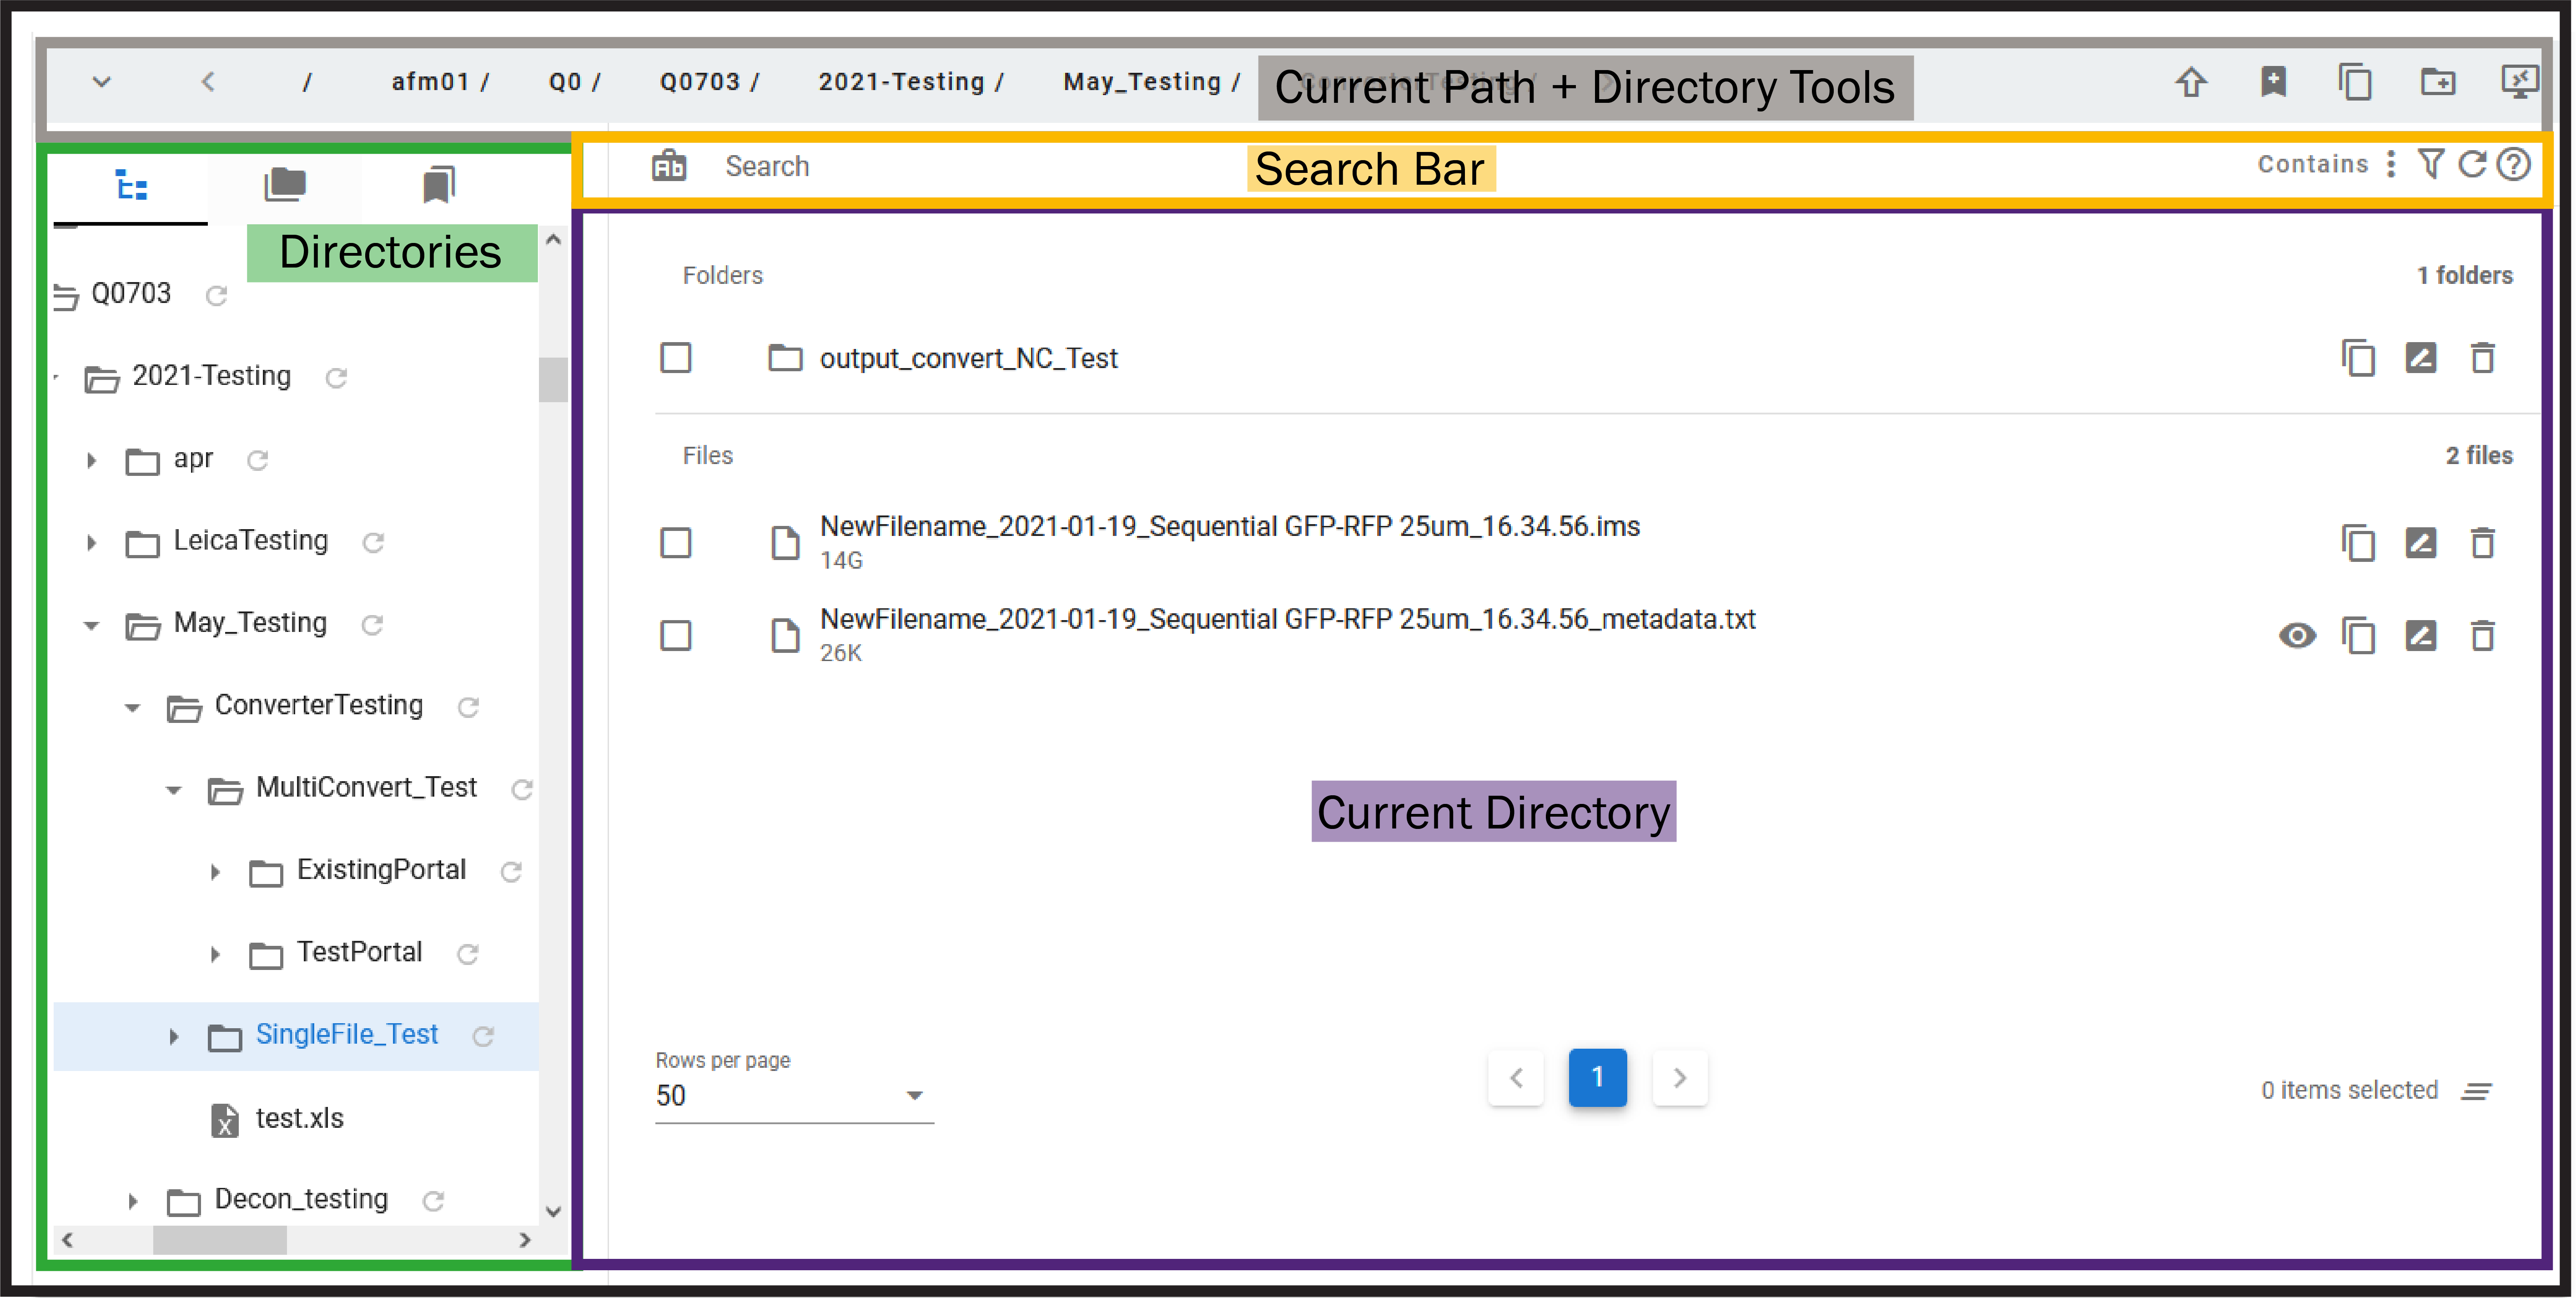 / afm01 / Q0 / Q0703 / 2021-Testing / May_Testing / ConverterTesting /
Current Path + Directory Tools
Ab Search
Search Bar
Contains
Directories
Q0703
2021-Testing
apr
LeicaTesting
May_Testing
ConverterTesting
MultiConvert_Test
ExistingPortal
TestPortal
SingleFile_Test
X test.xls
Decon_testing
Folders 1 folders
output_convert_NC_Test
Files 2 files
NewFilename_2021-01-19_Sequential GFP-RFP 25um_16.34.56.ims
14G
NewFilename_2021-01-19_Sequential GFP-RFP 25um_16.34.56_metadata.txt
26K
Current Directory
Rows per page
50
1
0 items selected